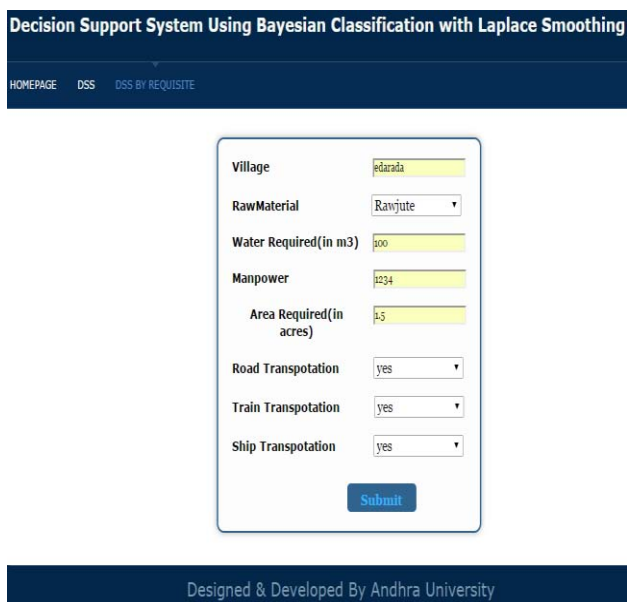 Decision Support System Using Bayesian Classification with Laplace Smoothing
HOMEPAGE DSS DSS BY REQUISITE
Village edarada
RawMaterial Rawjute
Water Required(in m3) 100
Manpower 1234
Area Required(in 1.5
acres)
Road Transpotation yes
Train Transpotation yes
Ship Transpotation yes
Submit
Designed & Developed By Andhra University